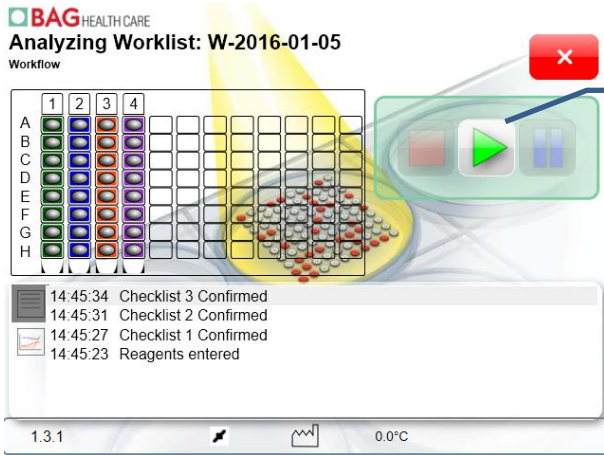 BAG HEALTH CARE
Analyzing Worklist: W-2016-01-05
Workflow
1 2 3 4
A
B
C
D
E
F
G
H
14:45:34 Checklist 3 Confirmed
14:45:31 Checklist 2 Confirmed
14:45:27 Checklist 1 Confirmed
14:45:23 Reagents entered
1.3.1 0.0°C